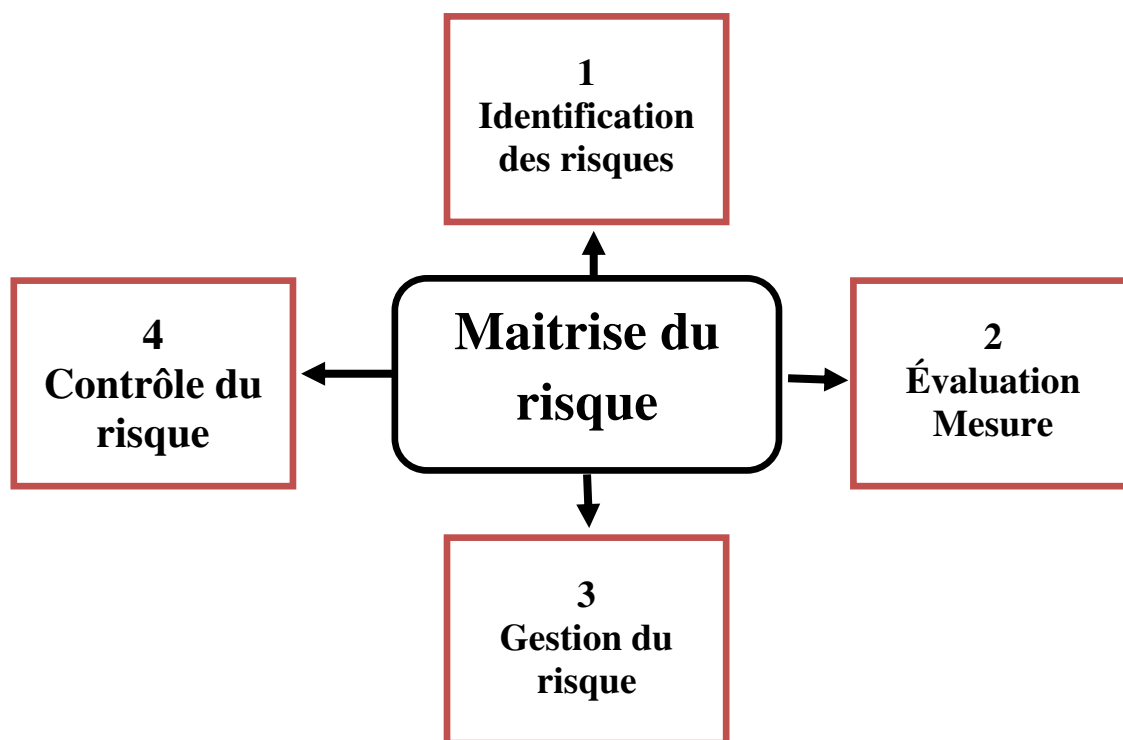 1
Identification
des risques
Maitrise du
risque
2
Évaluation
Mesure
3
Gestion du
risque
4
Contrôle du
risque